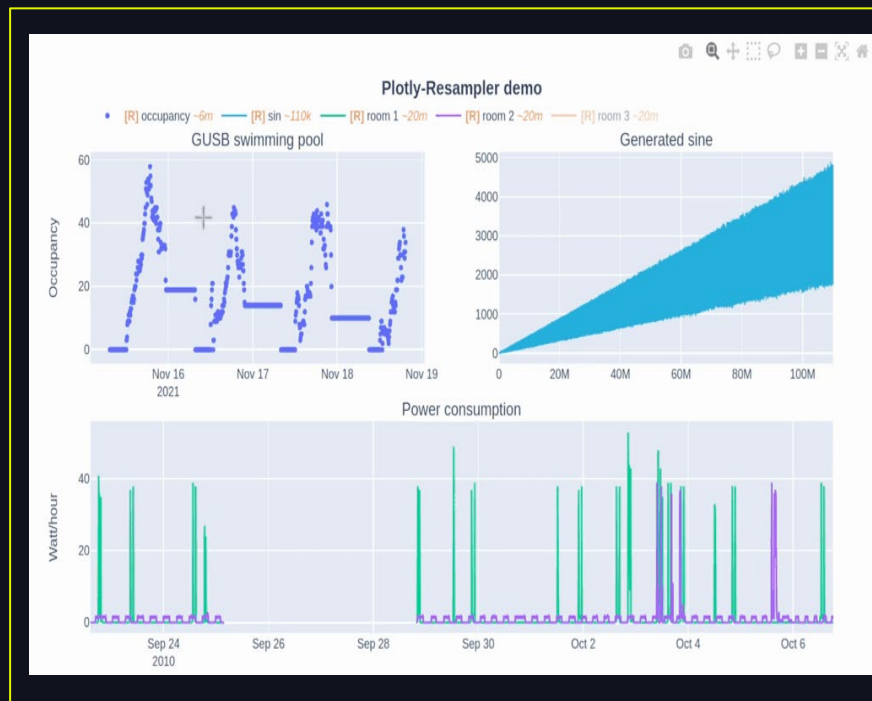 Plotly-Resampler demo
[R] occupancy ~6m [R] sin ~110k [R] room 1 ~20m [R] room 2 ~20m [R] room 3 ~20m
GUSB swimming pool
Occupancy
60
40
20
0
Nov 16 Nov 17 Nov 18 Nov 19
2021
Generated sine
5000
4000
3000
2000
1000
0
0 20M 40M 60M 80M 100M
Power consumption
Watt/hour
40
20
0
Sep 24 Sep 26 Sep 28 Sep 30 Oct 2 Oct 4 Oct 6
2010